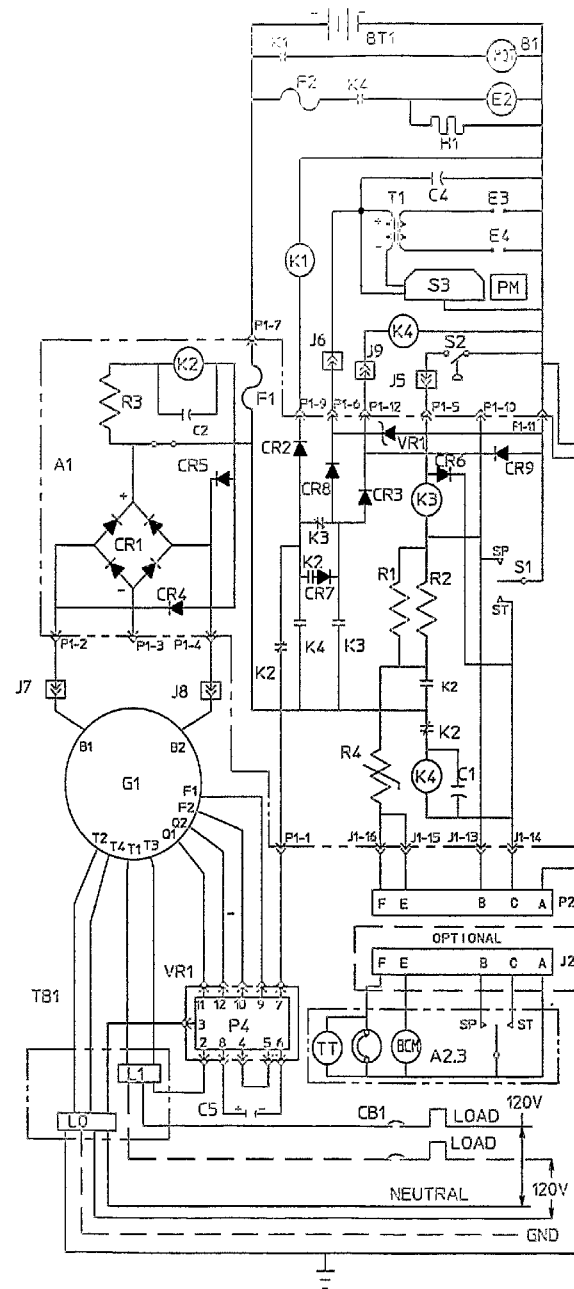 BT1
K1
B1
F2
K4
E2
H1
C4
T1
E3
+
E4
-
K1
S3
PM
P1-7
J6
J9
K4
S2
K2
R3
F1
J5
P1-9
P1-6
P1-12
P1-5
P1-10
P1-11
C2
CR2
VR1
A1
CR5
CR6
CR9
+
CR8
CR3
K3
CR1
K3
SP
S1
-
K2
R1
R2
CR4
CR7
ST
P1-2
P1-3
P1-4
K2
K4
K3
K2
J7
J8
K2
B1
B2
R4
K4
C1
G1
F1
F2
Q2
Q1
T2
T4
T1
T3
P1-1
J1-16
J1-15
J1-13
J1-14
F E B C A
P2
OPTIONAL
F E B C A
J2
VR1
TB1
11 12 10 9 7
3
P4
2 8 4 5 6
SP
ST
TT
BCM
A2.3
L1
C5
+ -
L0
CB1
LOAD
120V
LOAD
NEUTRAL
120V
GND